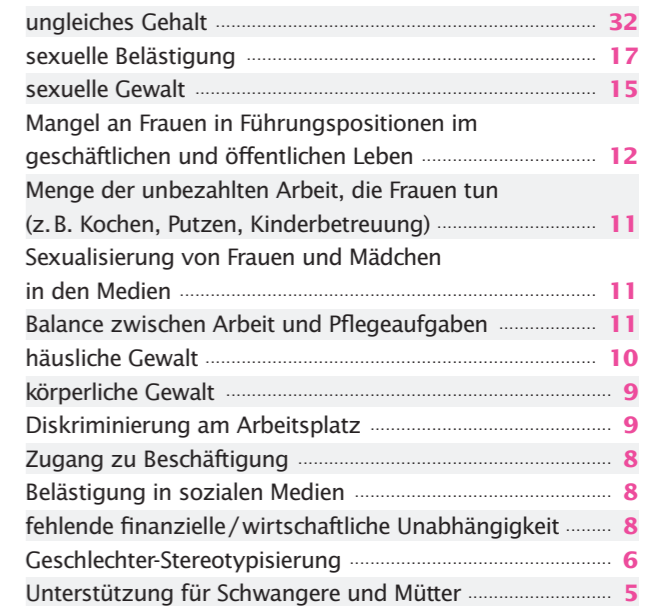 ungleiches Gehalt 32
sexuelle Belästigung 17
sexuelle Gewalt 15
Mangel an Frauen in Führungspositionen im
geschäftlichen und öffentlichen Leben 12
Menge der unbezahlten Arbeit, die Frauen tun
(z. B. Kochen, Putzen, Kinderbetreuung) 11
Sexualisierung von Frauen und Mädchen
in den Medien 11
Balance zwischen Arbeit und Pflegeaufgaben 11
häusliche Gewalt 10
körperliche Gewalt 9
Diskriminierung am Arbeitsplatz 9
Zugang zu Beschäftigung 8
Belästigung in sozialen Medien 8
fehlende finanzielle / wirtschaftliche Unabhängigkeit 8
Geschlechter-Stereotypisierung 6
Unterstützung für Schwangere und Mütter 5